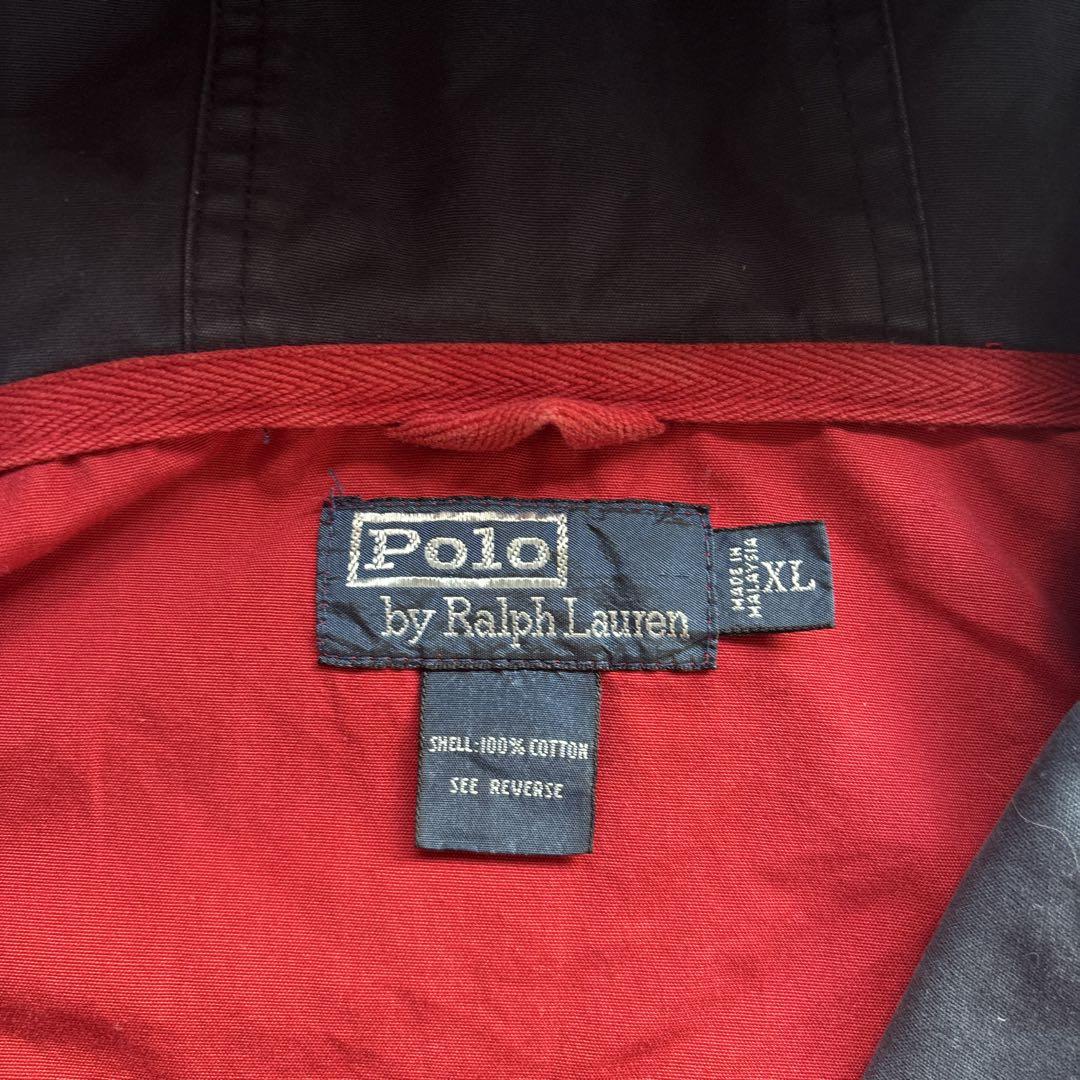 Polo
by Ralph Lauren
MADE IN
MALAYSIA
XL
SHELL: 100% COTTON
SEE REVERSE